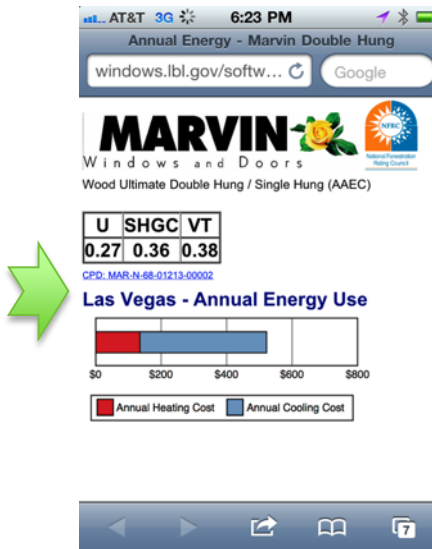 AT&T 3G 6:23 PM
Annual Energy - Marvin Double Hung
windows.lbl.gov/softw... Google
MARVIN
Windows and Doors
NFRC
National Fenestration
Rating Council
Wood Ultimate Double Hung / Single Hung (AAEC)
U SHGC VT
0.27 0.36 0.38
CPD: MAR-N-68-01213-00002
Las Vegas - Annual Energy Use
$0 $200 $400 $600 $800
Annual Heating Cost Annual Cooling Cost
7